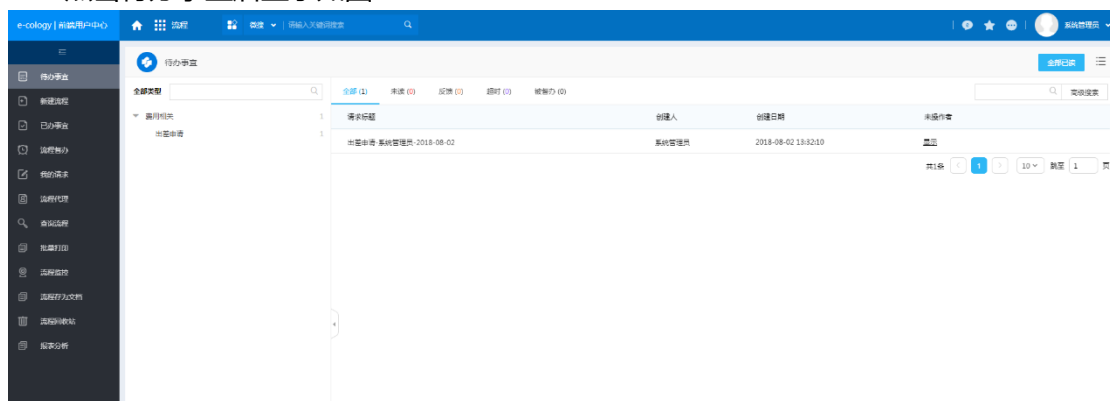 e-cology | 前端用户中心 流程 微搜 请输入关键词搜索 系统管理员
待办事宜
全部已读
待办事宜
新建流程
已办事宜
流程督办
我的请求
流程代理
查询流程
批量打印
流程监控
流程存为文档
流程回收站
报表分析
全部类型
费用相关 1
出差申请 1
全部 (1) 未读 (0) 反馈 (0) 超时 (0) 被督办 (0) 高级搜索
请求标题 创建人 创建日期 未操作者
出差申请-系统管理员-2018-08-02 系统管理员 2018-08-02 13:32:10 显示
共1条 1 10 跳至 1 页